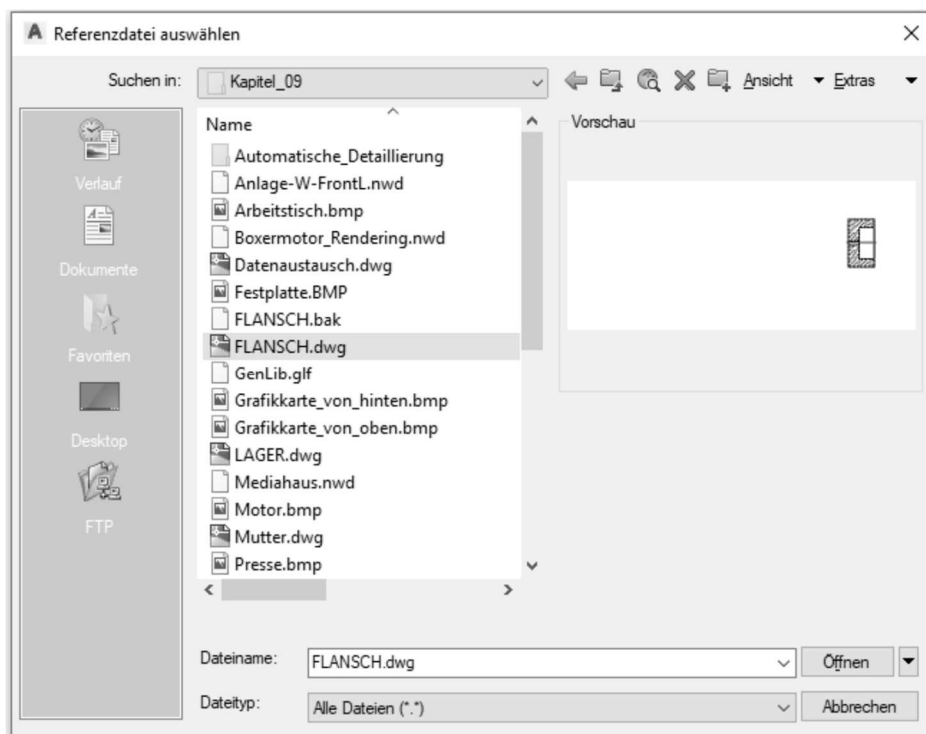 Referenzdatei auswählen
Suchen in: Kapitel_09 Ansicht Extras
Verlauf
Dokumente
Favoriten
Desktop
FTP
Name
Automatische_Detaillierung
Anlage-W-FrontL.nwd
Arbeitstisch.bmp
Boxermotor_Rendering.nwd
Datenaustausch.dwg
Festplatte.BMP
FLANSCH.bak
FLANSCH.dwg
GenLib.glf
Grafikkarte_von_hinten.bmp
Grafikkarte_von_oben.bmp
LAGER.dwg
Mediahaus.nwd
Motor.bmp
Mutter.dwg
Presse.bmp
Vorschau
Dateiname: FLANSCH.dwg Öffnen
Dateityp: Alle Dateien (*.*) Abbrechen